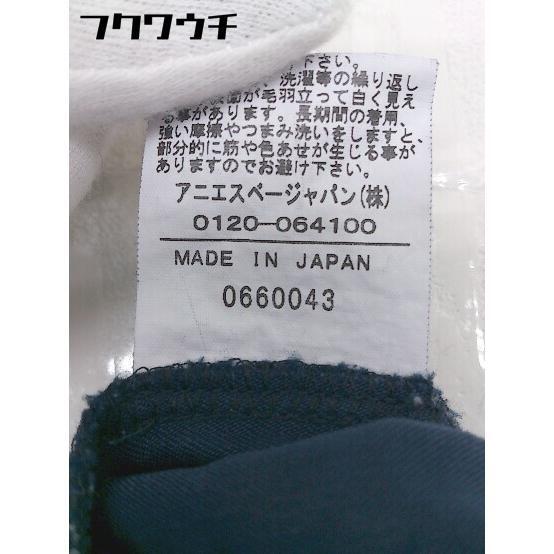 フクワウチ
下さい。
洗濯等の繰り返し
が毛羽立って白く見え
る事があります。長期間の着用、
強い摩擦やつまみ洗いをしますと、
部分的に筋や色あせが生じる事が
ありますのでお避け下さい。
アニエスベージャパン(株)
0120-064100
MADE IN JAPAN
0660043